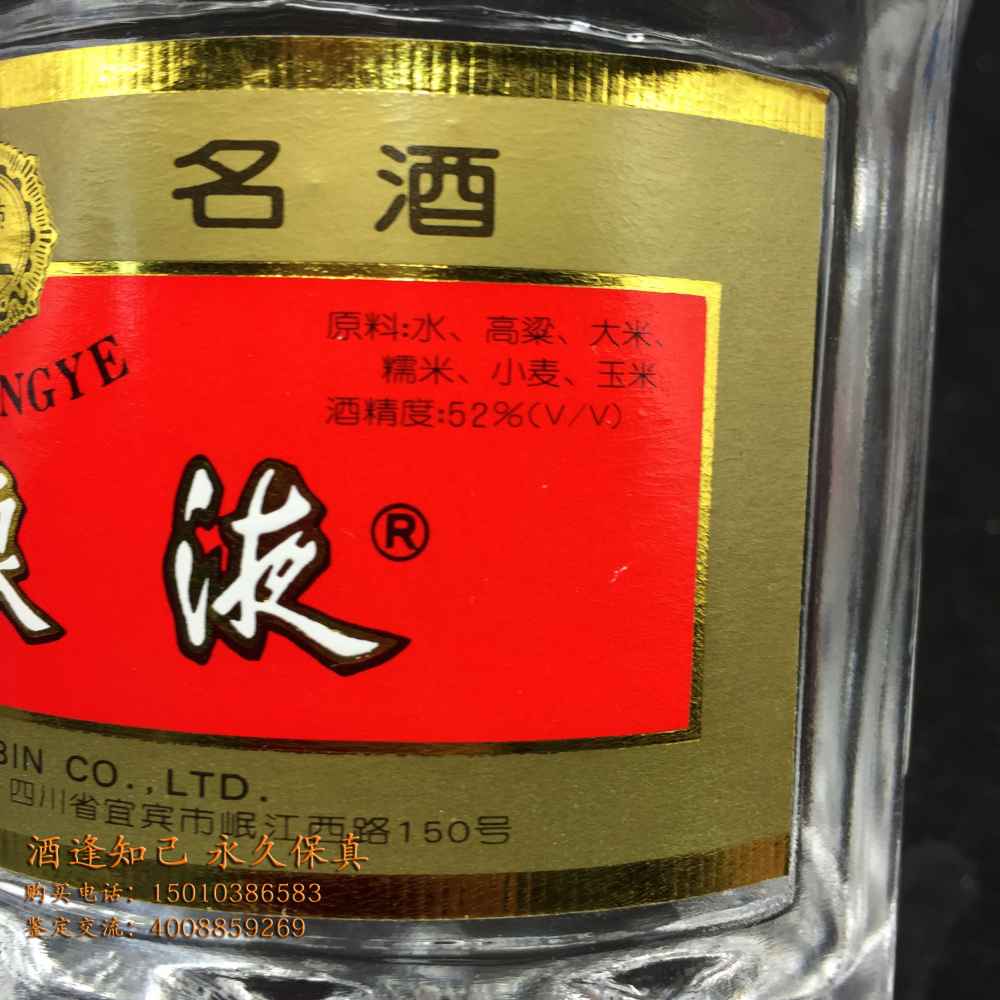 名酒
NGYE
原料:水、高粱、大米、
糯米、小麦、玉米
酒精度:52%(V/V)
液®
BIN CO.,LTD.
四川省宜宾市岷江西路150号
酒逢知己 永久保真
购买电话：15010386583
鉴定交流：4008859269